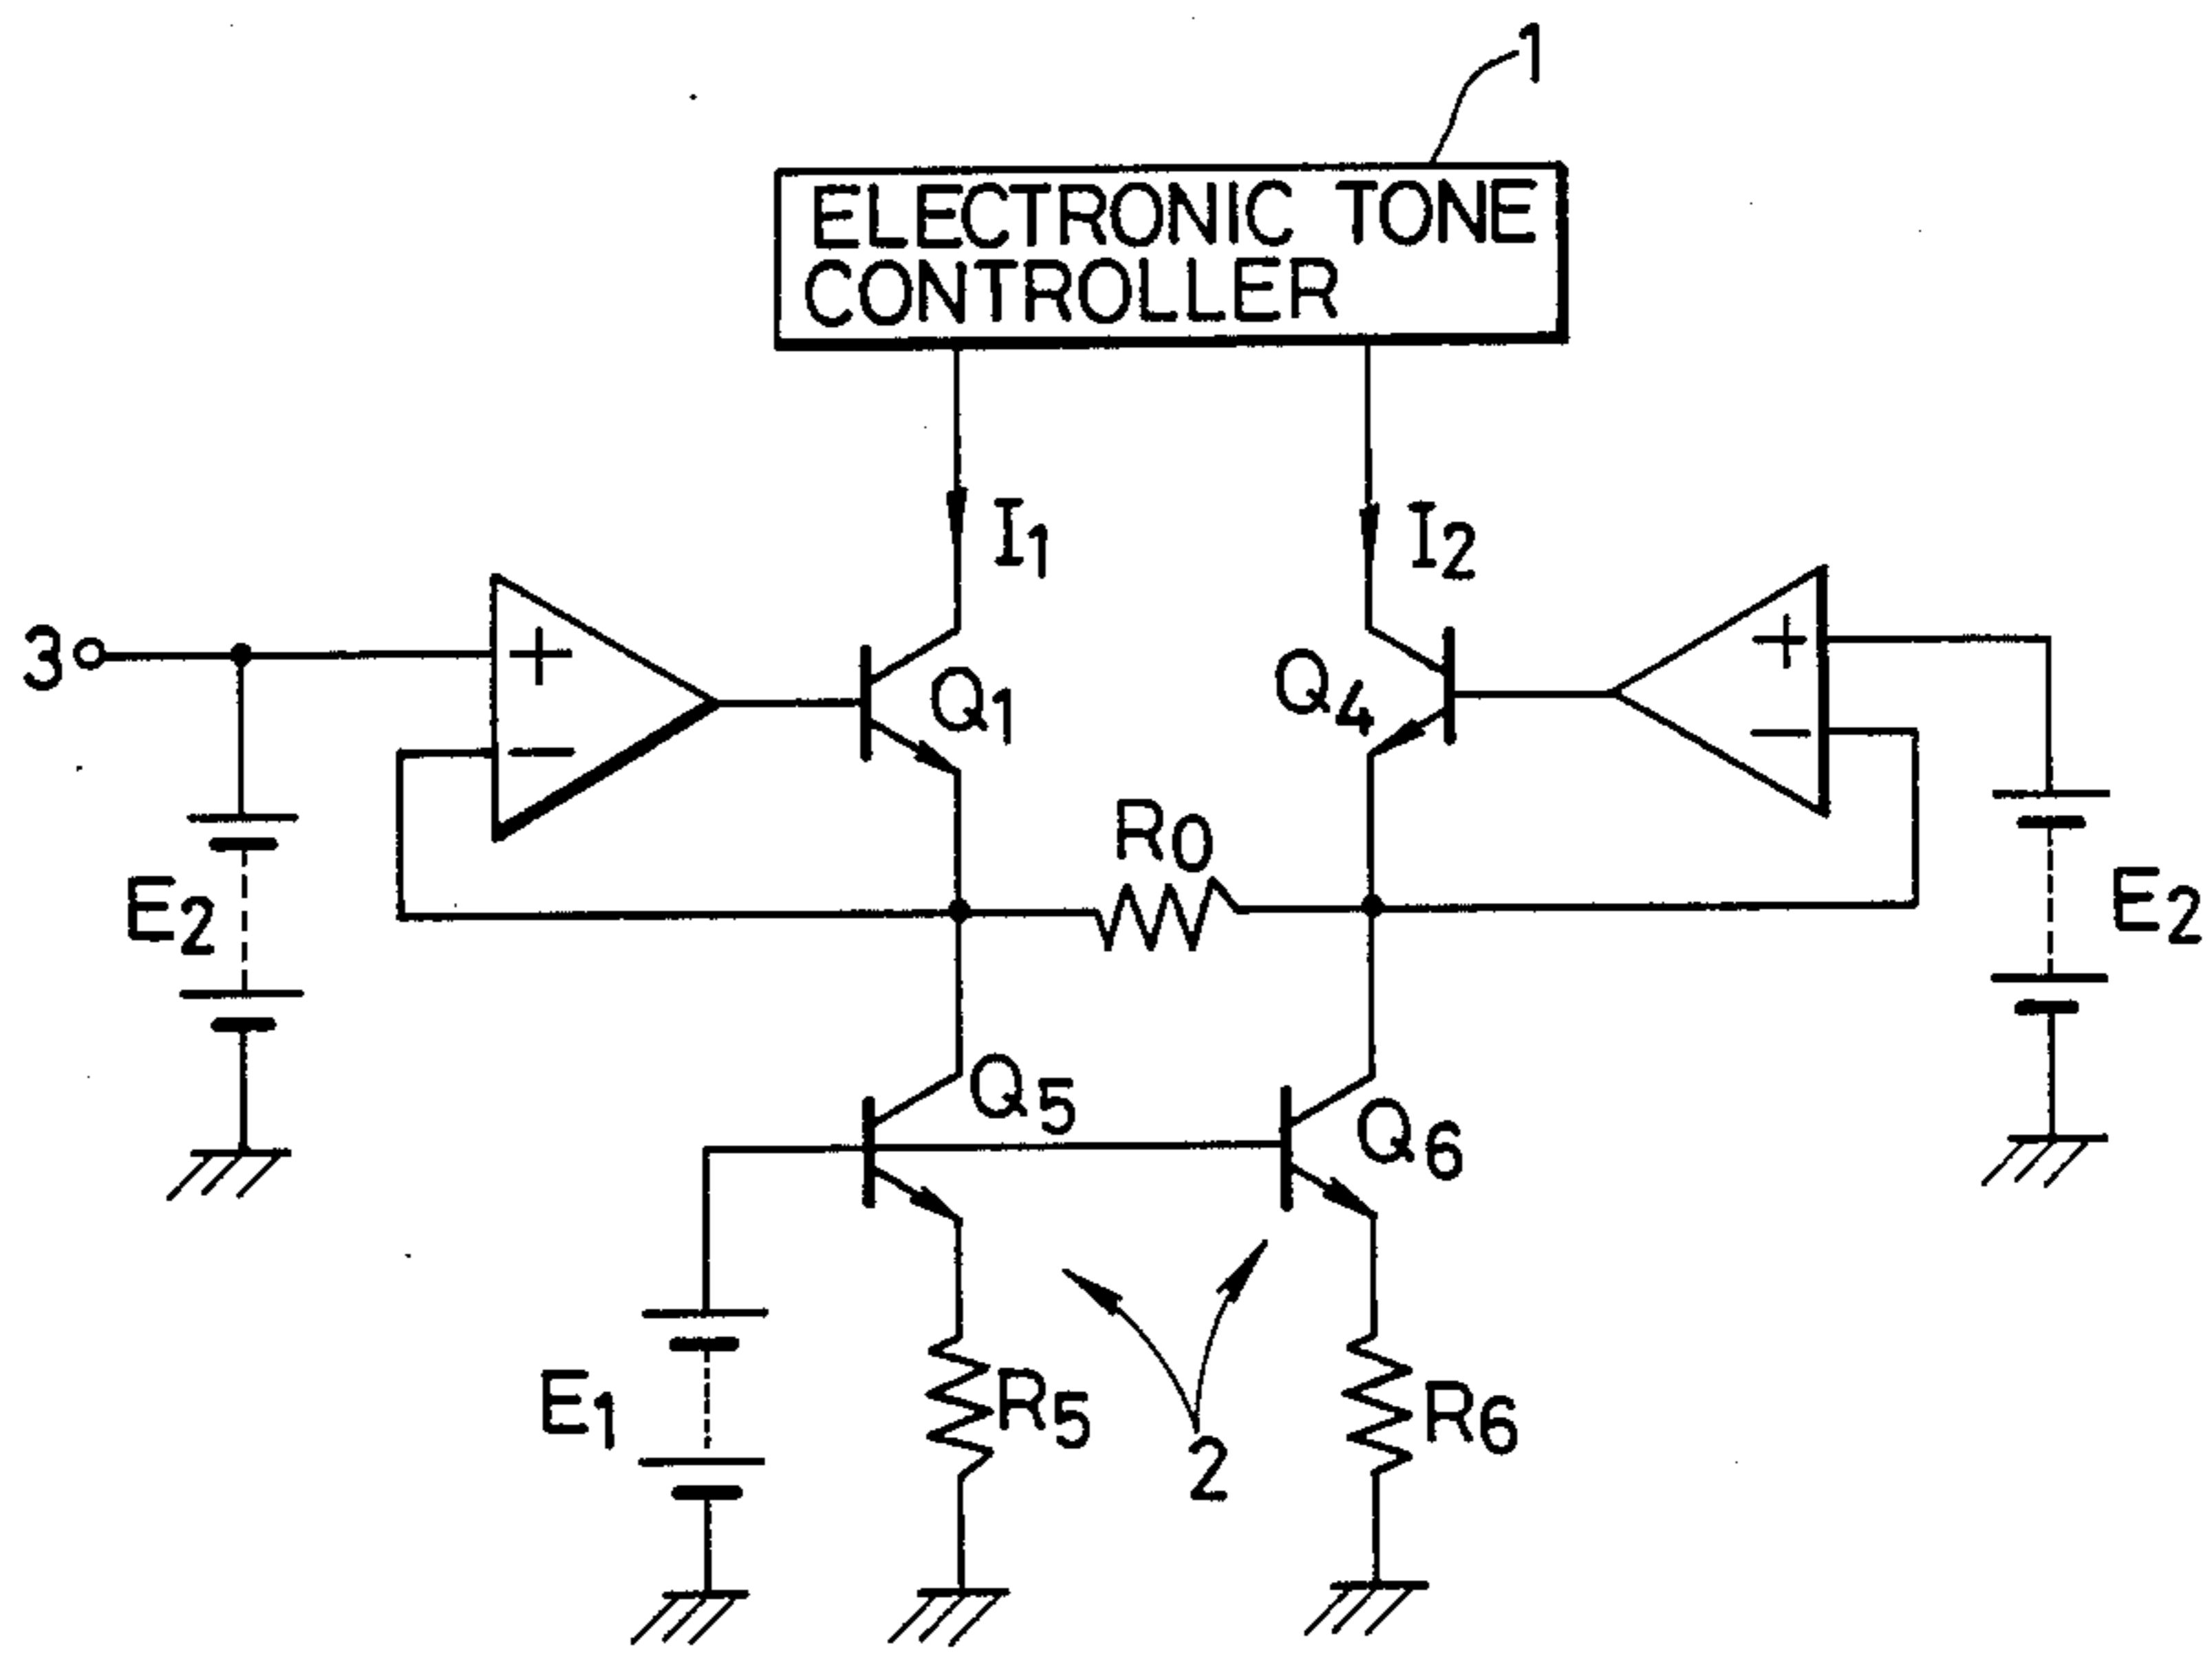 1
ELECTRONIC TONE
CONTROLLER
I1
I2
3
+
−
Q1
Q4
+
−
R0
E2
E2
Q5
Q6
E1
R5
2
R6